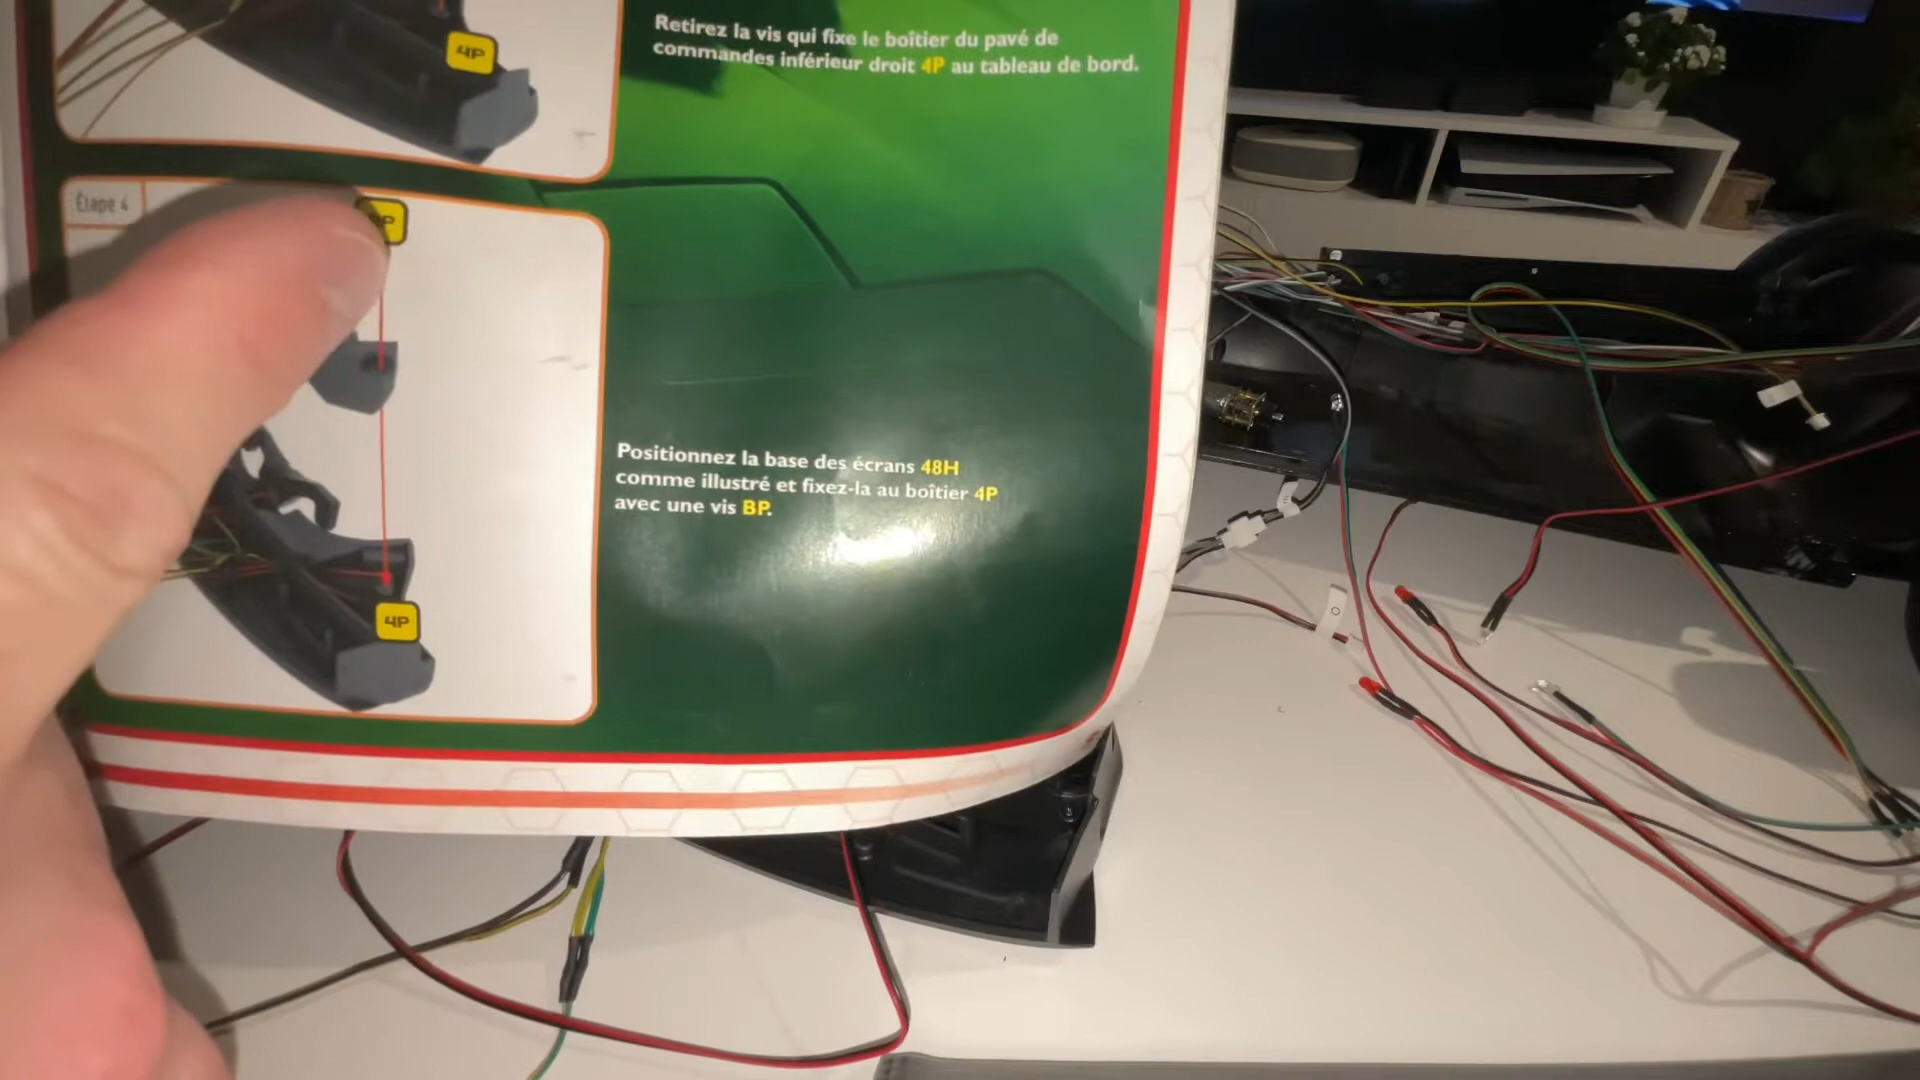 4P
Retirez la vis qui fixe le boîtier du pavé de
commandes inférieur droit 4P au tableau de bord.
Étape 4
Positionnez la base des écrans 48H
comme illustré et fixez-la au boîtier 4P
avec une vis BP.
4P